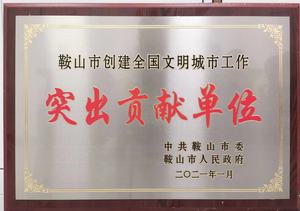 鞍山市创建全国文明城市工作
突出贡献单位
中共鞍山市委
鞍山市人民政府
二〇二一年一月